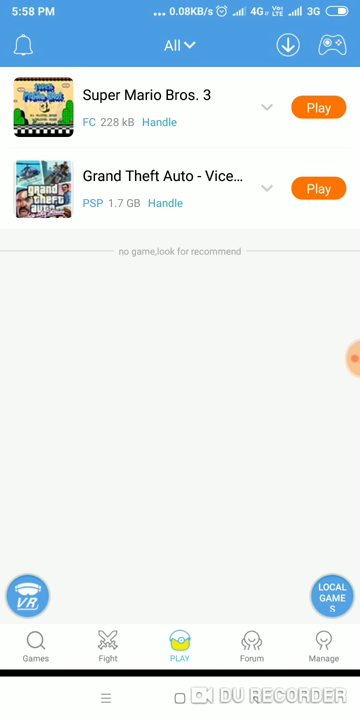 5:58 PM ... 0.08KB/s 4G VoLTE 3G
All
Super Mario Bros. 3
FC 228 kB Handle
Play
Grand Theft Auto - Vice...
PSP 1.7 GB Handle
Play
no game,look for recommend
VR
LOCAL
GAME
S
Games Fight PLAY Forum Manage
DU RECORDER